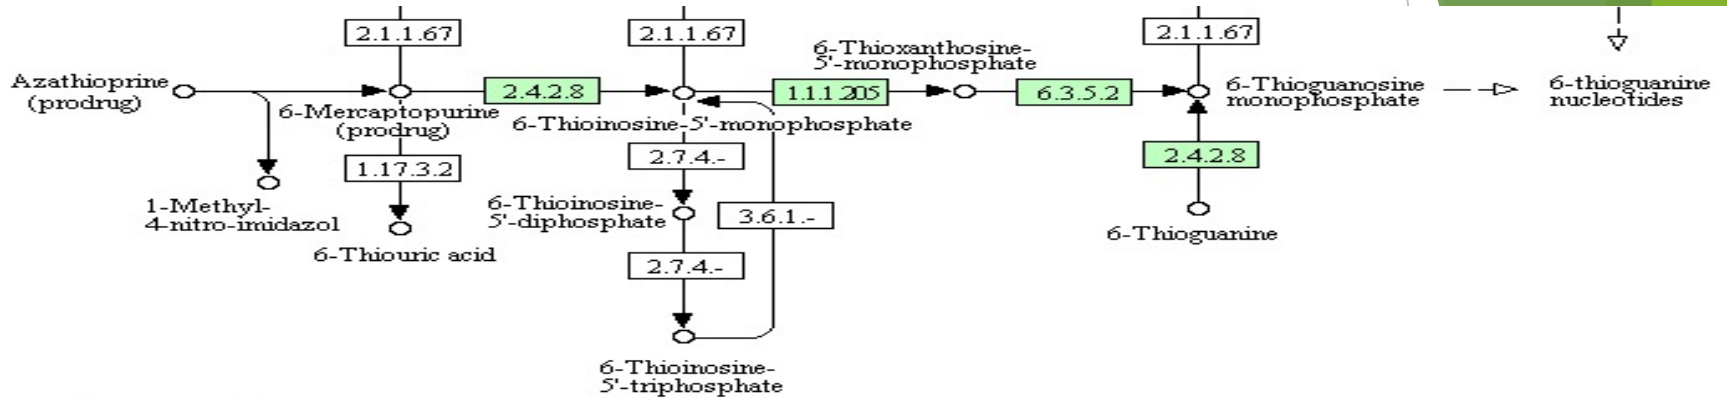 2.1.1.67
2.1.1.67
2.1.1.67
6-Thioxanthosine-
5'-monophosphate
Azathioprine
(prodrug)
2.4.2.8
1.1.1.205
6.3.5.2
6-Thioguanosine
monophosphate
6-thioguanine
nucleotides
6-Mercaptopurine
(prodrug)
6-Thioinosine-5'-monophosphate
1.17.3.2
2.7.4.-
2.4.2.8
1-Methyl-
4-nitro-imidazol
6-Thioinosine-
5'-diphosphate
3.6.1.-
6-Thioguanine
6-Thiouric acid
2.7.4.-
6-Thioinosine-
5'-triphosphate